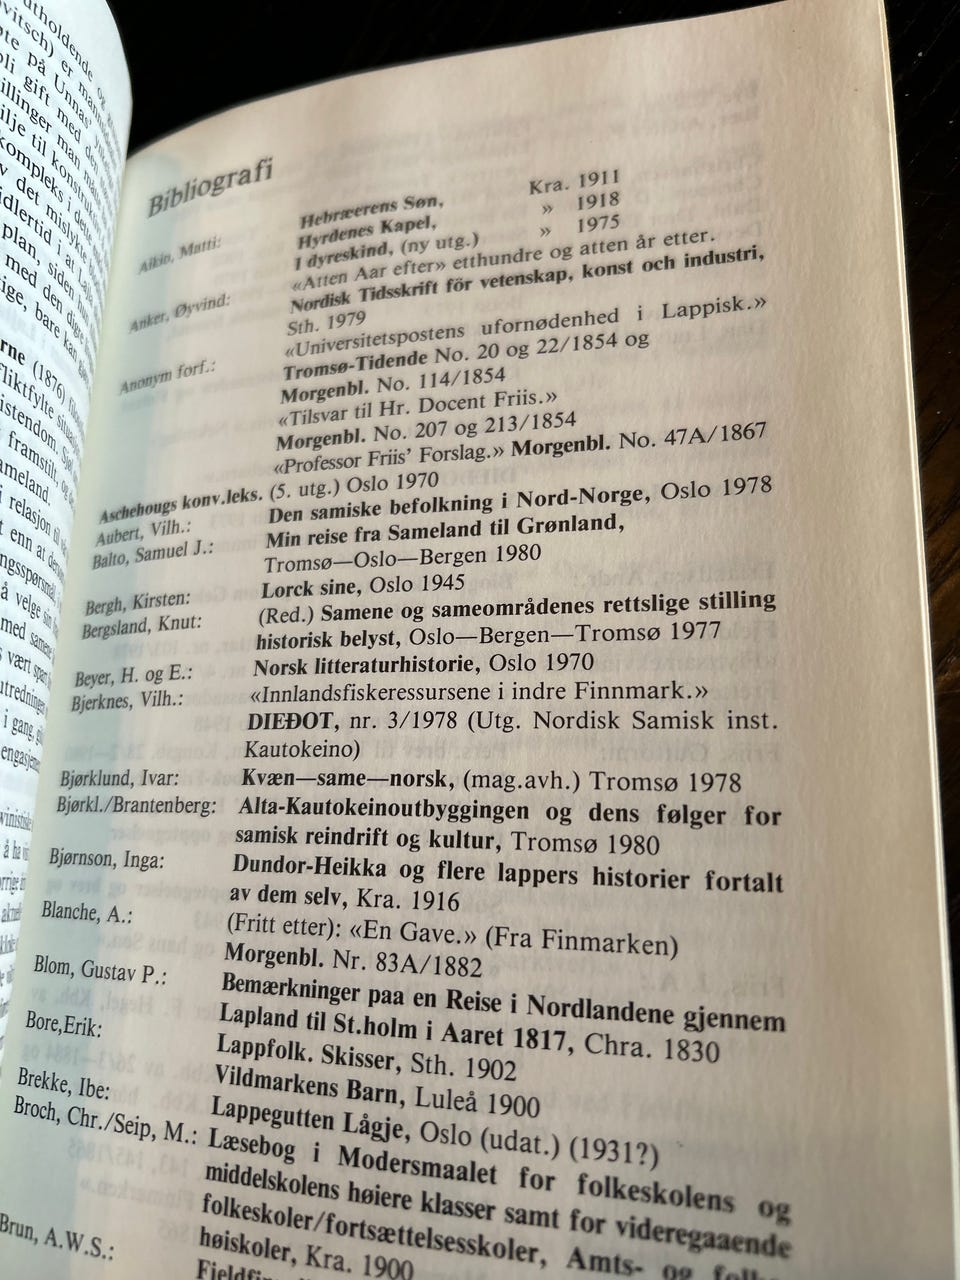 Bibliografi
Aikio, Matti: Hebræerens Søn, Kra. 1911
Hyrdenes Kapel, » 1918
I dyreskind, (ny utg.) » 1975
Anker, Øyvind: «Atten Aar efter» etthundre og atten år etter.
Nordisk Tidsskrift för vetenskap, konst och industri,
Sth. 1979
Anonym forf.: «Universitetspostens ufornødenhed i Lappisk.»
Tromsø-Tidende No. 20 og 22/1854 og
Morgenbl. No. 114/1854
«Tilsvar til Hr. Docent Friis.»
Morgenbl. No. 207 og 213/1854
«Professor Friis' Forslag.» Morgenbl. No. 47A/1867
Aschehougs konv.leks. (5. utg.) Oslo 1970
Aubert, Vilh.: Den samiske befolkning i Nord-Norge, Oslo 1978
Balto, Samuel J.: Min reise fra Sameland til Grønland,
Tromsø—Oslo—Bergen 1980
Bergh, Kirsten: Lorck sine, Oslo 1945
Bergsland, Knut: (Red.) Samene og sameområdenes rettslige stilling
historisk belyst, Oslo—Bergen—Tromsø 1977
Beyer, H. og E.: Norsk litteraturhistorie, Oslo 1970
Bjerknes, Vilh.: «Innlandsfiskeressursene i indre Finnmark.»
DIEĐOT, nr. 3/1978 (Utg. Nordisk Samisk inst.
Kautokeino)
Bjørklund, Ivar: Kvæn—same—norsk, (mag.avh.) Tromsø 1978
Bjørkl./Brantenberg: Alta-Kautokeinoutbyggingen og dens følger for
samisk reindrift og kultur, Tromsø 1980
Bjørnson, Inga: Dundor-Heikka og flere lappers historier fortalt
av dem selv, Kra. 1916
Blanche, A.: (Fritt etter): «En Gave.» (Fra Finmarken)
Morgenbl. Nr. 83A/1882
Blom, Gustav P.: Bemærkninger paa en Reise i Nordlandene gjennem
Lapland til St.holm i Aaret 1817, Chra. 1830
Bore,Erik: Lappfolk. Skisser, Sth. 1902
Vildmarkens Barn, Luleå 1900
Brekke, Ibe: Lappegutten Lågje, Oslo (udat.) (1931?)
Broch, Chr./Seip, M.: Læsebog i Modersmaalet for folkeskolens og
middelskolens høiere klasser samt for videregaaende
folkeskoler/fortsættelsesskoler, Amts- og
høiskoler, Kra. 1900
Brun, A.W.S.: